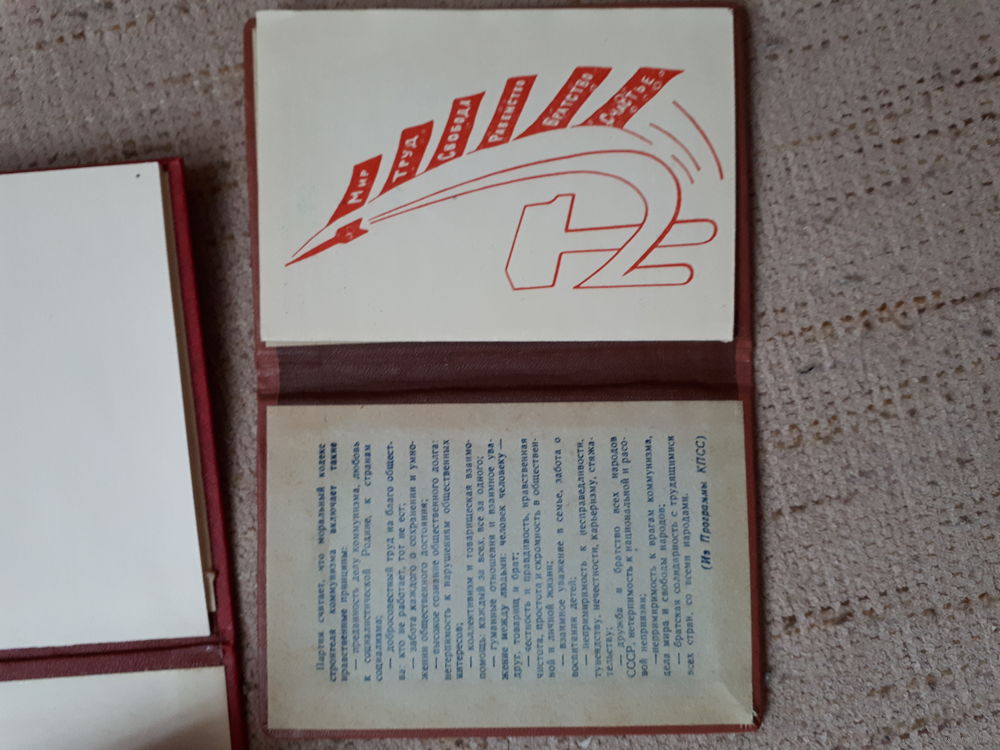 Мир
Труд
Свобода
Равенство
Братство
Счастье
Партия считает, что моральный кодекс
строителя коммунизма включает такие
нравственные принципы:
— преданность делу коммунизма, любовь
к социалистической Родине, к странам
социализма;
— добросовестный труд на благо общест-
ва: кто не работает, тот не ест;
— забота каждого о сохранении и умно-
жении общественного достояния;
— высокое сознание общественного долга:
нетерпимость к нарушениям общественных
интересов;
— коллективизм и товарищеская взаимо-
помощь: каждый за всех, все за одного;
— гуманные отношения и взаимное ува-
жение между людьми: человек человеку —
друг, товарищ и брат;
— честность и правдивость, нравственная
чистота, простота и скромность в обществен-
ной и личной жизни;
— взаимное уважение в семье, забота о
воспитании детей;
— непримиримость к несправедливости,
тунеядству, нечестности, карьеризму, стяжа-
тельству;
— дружба и братство всех народов
СССР, нетерпимость к национальной и расо-
вой неприязни;
— непримиримость к врагам коммунизма,
дела мира и свободы народов;
— братская солидарность с трудящимися
всех стран, со всеми народами.
(Из Программы КПСС)